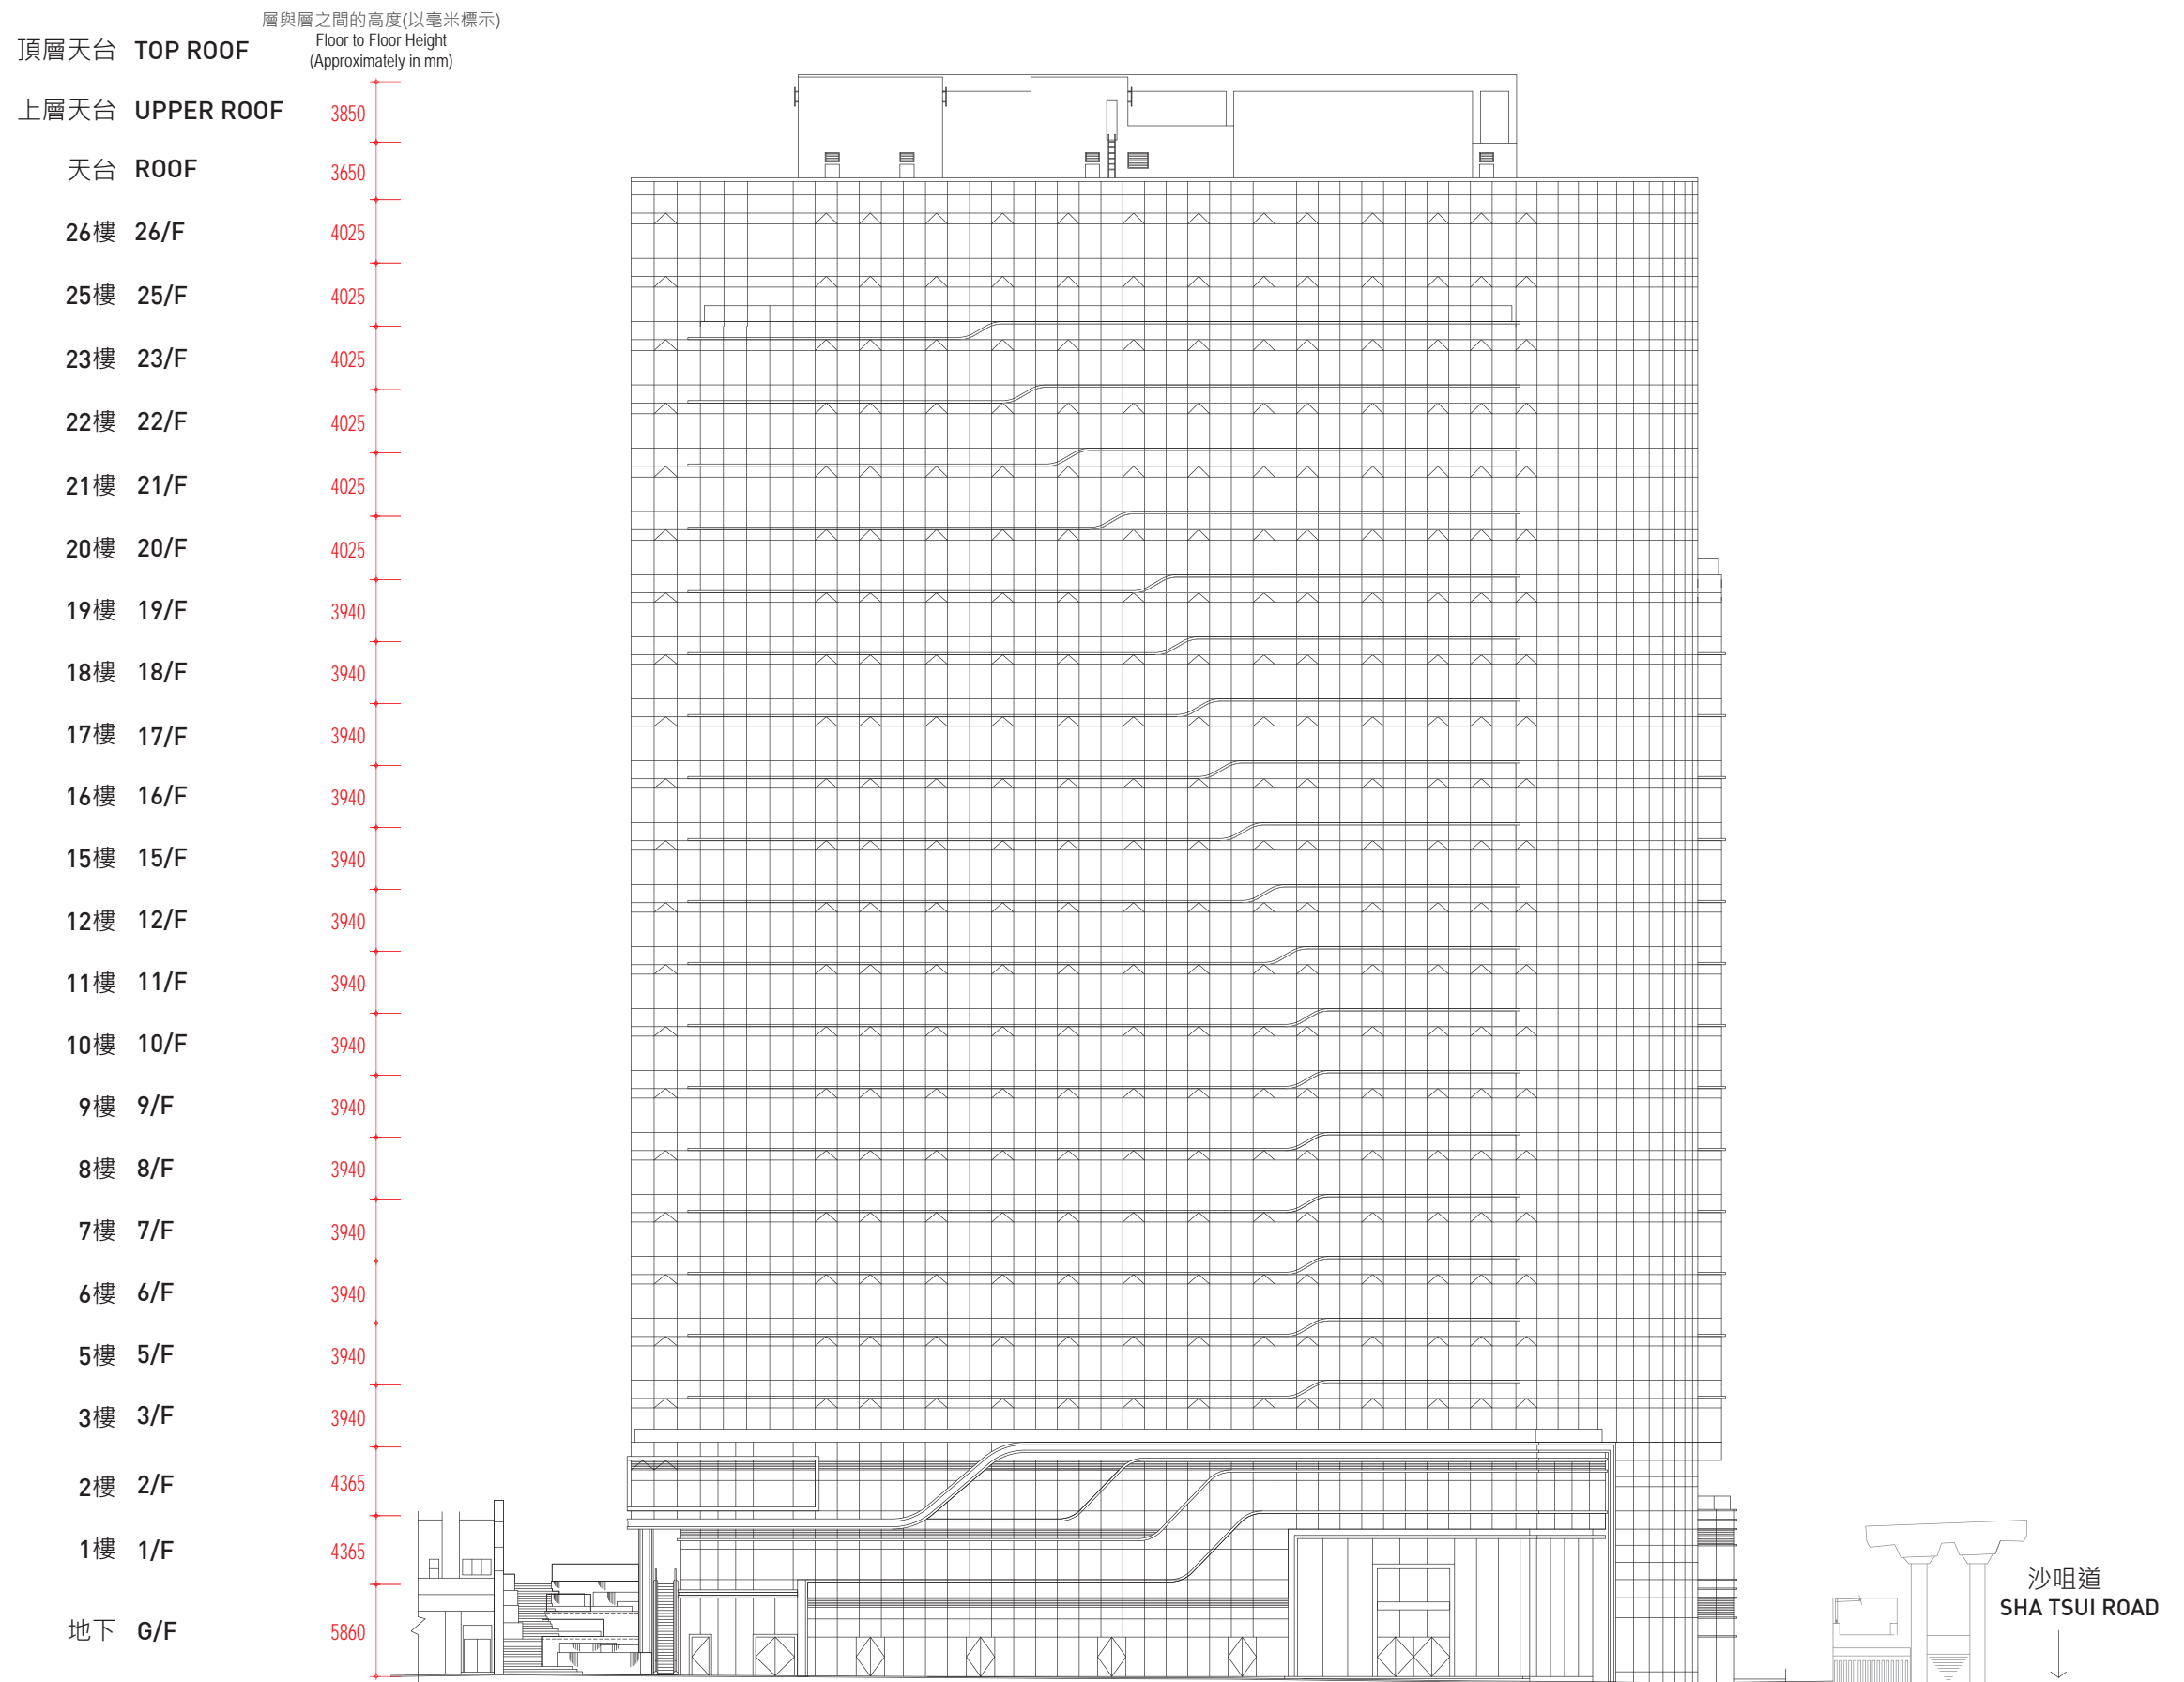 層與層之間的高度(以毫米標示)
Floor to Floor Height
(Approximately in mm)
頂層天台 TOP ROOF
上層天台 UPPER ROOF 3850
天台 ROOF 3650
26樓 26/F 4025
25樓 25/F 4025
23樓 23/F 4025
22樓 22/F 4025
21樓 21/F 4025
20樓 20/F 4025
19樓 19/F 3940
18樓 18/F 3940
17樓 17/F 3940
16樓 16/F 3940
15樓 15/F 3940
12樓 12/F 3940
11樓 11/F 3940
10樓 10/F 3940
9樓 9/F 3940
8樓 8/F 3940
7樓 7/F 3940
6樓 6/F 3940
5樓 5/F 3940
3樓 3/F 3940
2樓 2/F 4365
1樓 1/F 4365
地下 G/F 5860
沙咀道
SHA TSUI ROAD